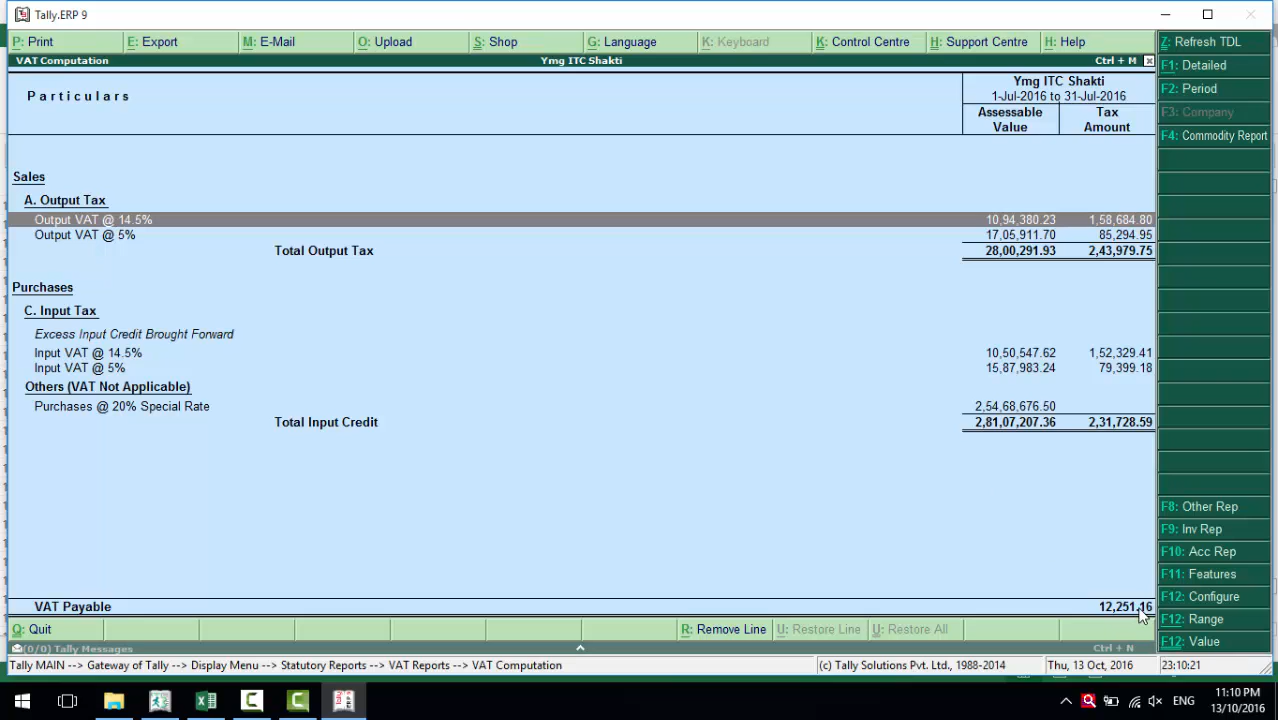 Tally.ERP 9
P: Print E: Export M: E-Mail O: Upload S: Shop G: Language K: Keyboard K: Control Centre H: Support Centre H: Help
VAT Computation Ymg ITC Shakti Ctrl + M
Particulars
Ymg ITC Shakti
1-Jul-2016 to 31-Jul-2016
Assessable Tax
Value Amount
Sales
A. Output Tax
Output VAT @ 14.5% 10,94,380.23 1,58,684.80
Output VAT @ 5% 17,05,911.70 85,294.95
Total Output Tax 28,00,291.93 2,43,979.75
Purchases
C. Input Tax
Excess Input Credit Brought Forward
Input VAT @ 14.5% 10,50,547.62 1,52,329.41
Input VAT @ 5% 15,87,983.24 79,399.18
Others (VAT Not Applicable)
Purchases @ 20% Special Rate 2,54,68,676.50
Total Input Credit 2,81,07,207.36 2,31,728.59
VAT Payable 12,251.16
Q: Quit R: Remove Line U: Restore Line U: Restore All
(0/0) Tally Messages Ctrl + N
Tally MAIN --> Gateway of Tally --> Display Menu --> Statutory Reports --> VAT Reports --> VAT Computation (c) Tally Solutions Pvt. Ltd., 1988-2014 Thu, 13 Oct, 2016 23:10:21
Z: Refresh TDL
F1: Detailed
F2: Period
F3: Company
F4: Commodity Report
F8: Other Rep
F9: Inv Rep
F10: Acc Rep
F11: Features
F12: Configure
F12: Range
F12: Value
ENG
11:10 PM
13/10/2016